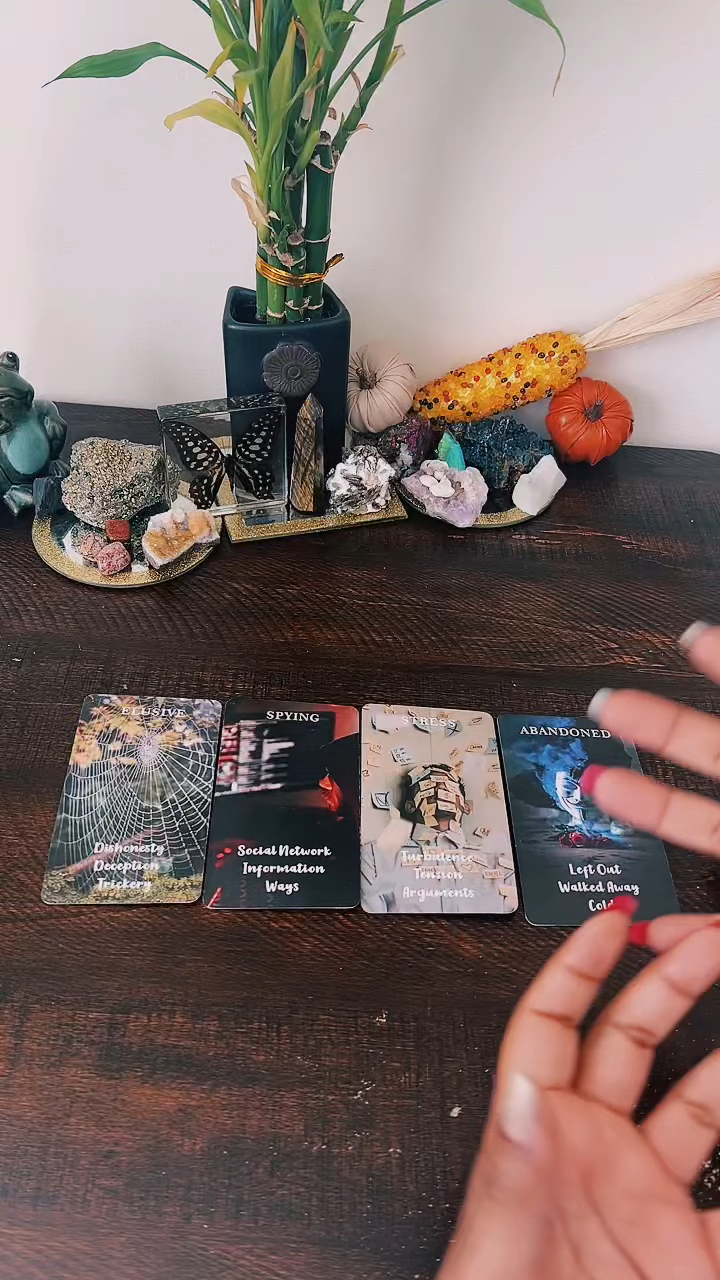 ELUSIVE
Dishonesty
Deception
Trickery
SPYING
Social Network
Information
Ways
STRESS
Turbulence
Tension
Arguments
ABANDONED
Left Out
Walked Away
Cold